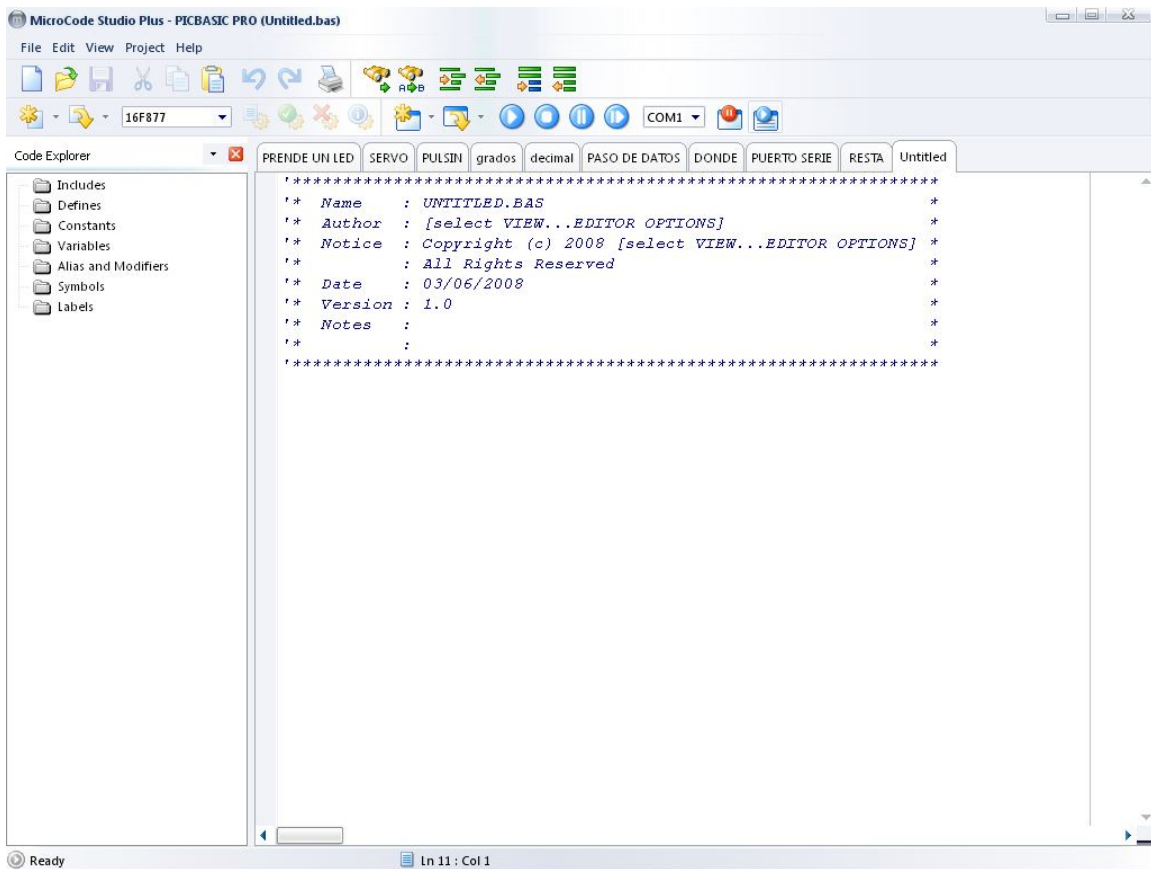 MicroCode Studio Plus - PICBASIC PRO (Untitled.bas)
File Edit View Project Help
A B
16F877 COM1
Code Explorer
PRENDE UN LED SERVO PULSIN grados decimal PASO DE DATOS DONDE PUERTO SERIE RESTA Untitled
Includes
Defines
Constants
Variables
Alias and Modifiers
Symbols
Labels
'***************************************************************
'* Name : UNTITLED.BAS *
'* Author : [select VIEW...EDITOR OPTIONS]
'* Notice : Copyright (c) 2008 [select VIEW...EDITOR OPTIONS] *
'* : All Rights Reserved *
'* Date : 03/06/2008 *
'* Version : 1.0 *
'* Notes : *
'* : *
'***************************************************************
Ready Ln 11 : Col 1